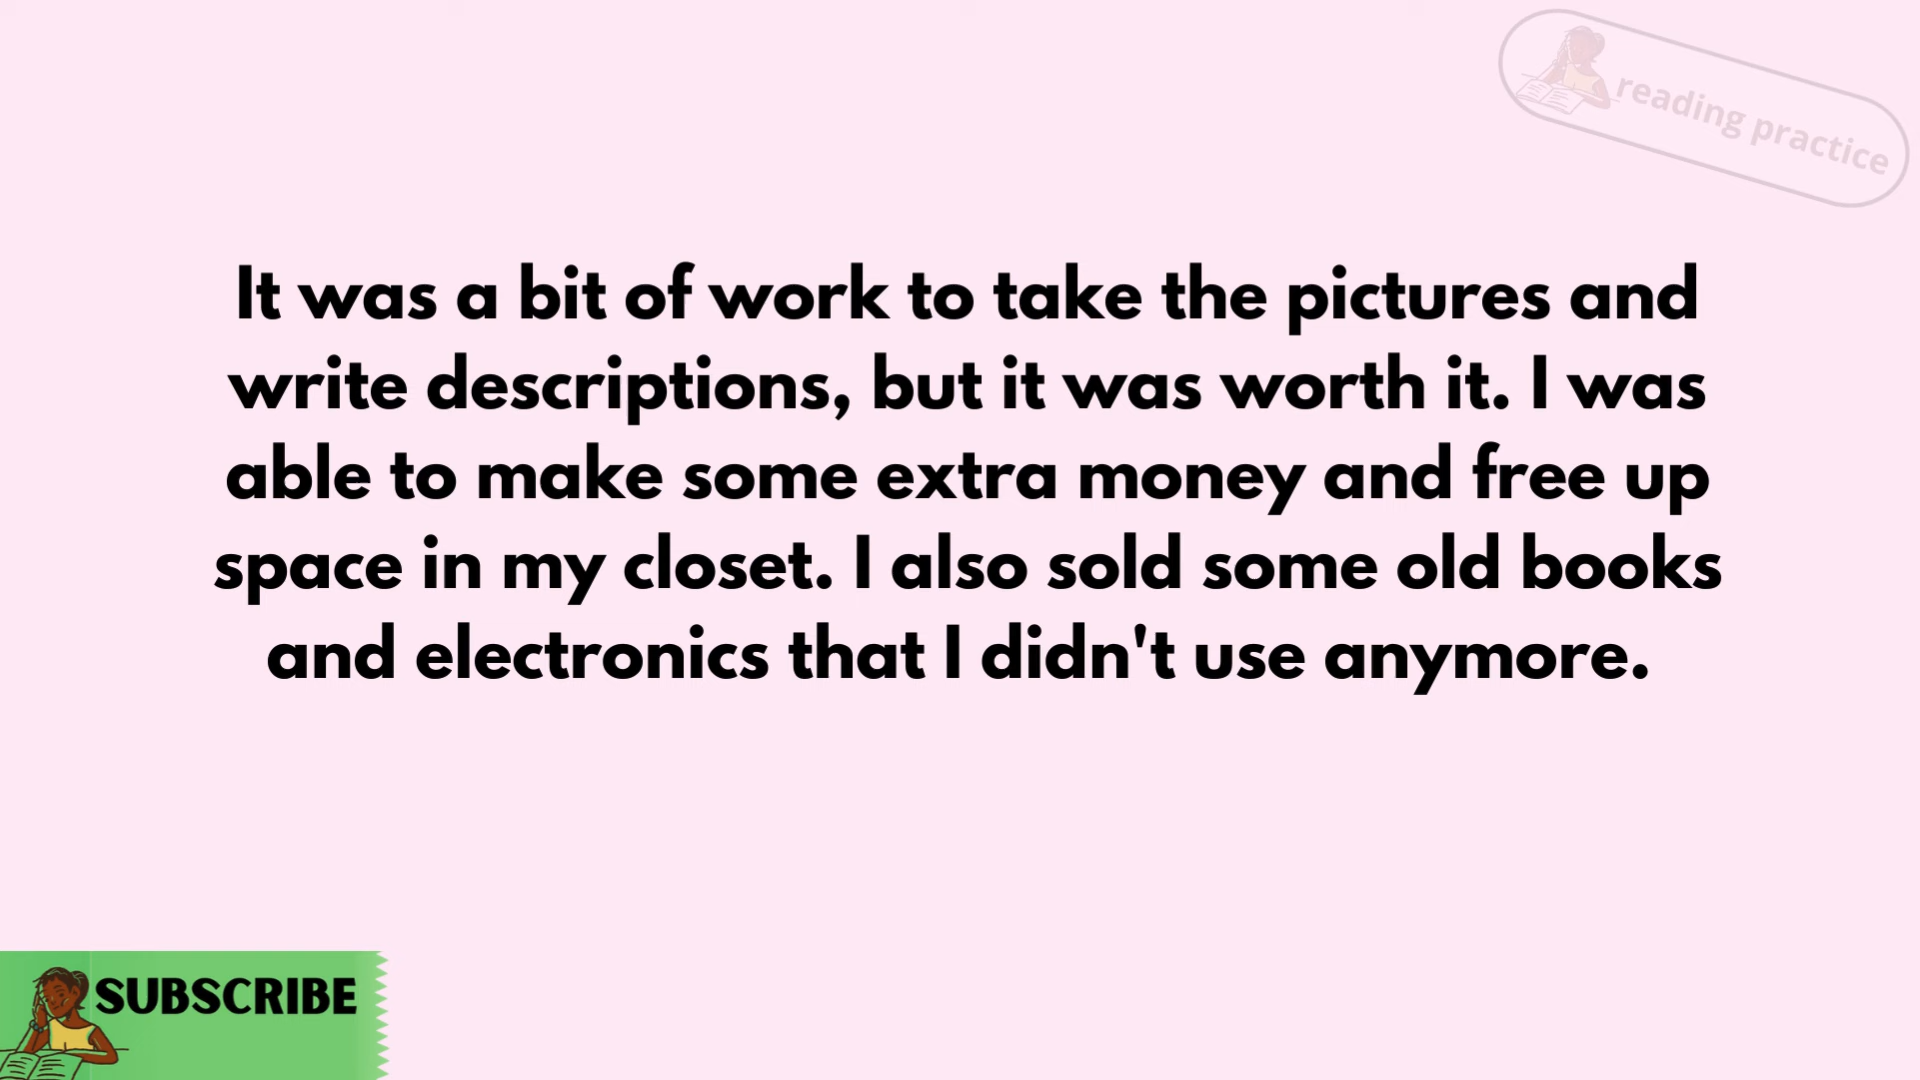 reading practice
It was a bit of work to take the pictures and
write descriptions, but it was worth it. I was
able to make some extra money and free up
space in my closet. I also sold some old books
and electronics that I didn't use anymore.
SUBSCRIBE